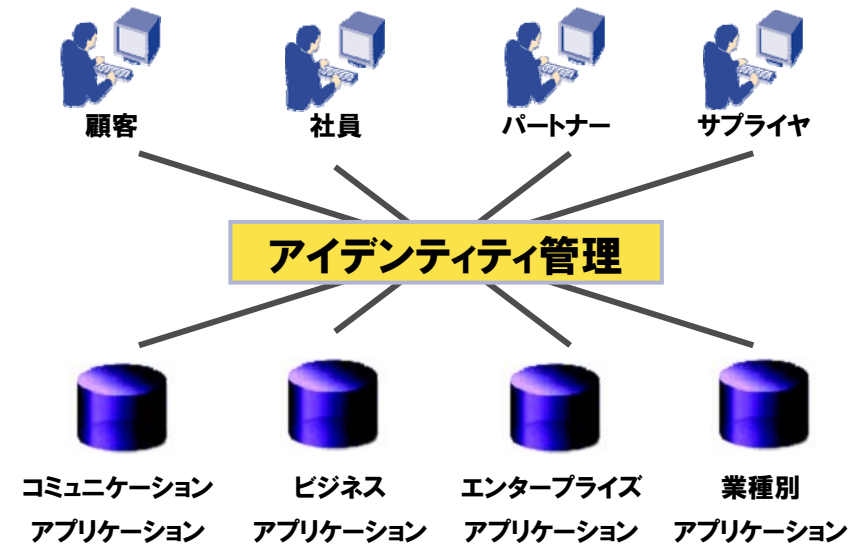 顧客
社員
パートナー
サプライヤ
アイデンティティ管理
コミュニケーション
アプリケーション
ビジネス
アプリケーション
エンタープライズ
アプリケーション
業種別
アプリケーション